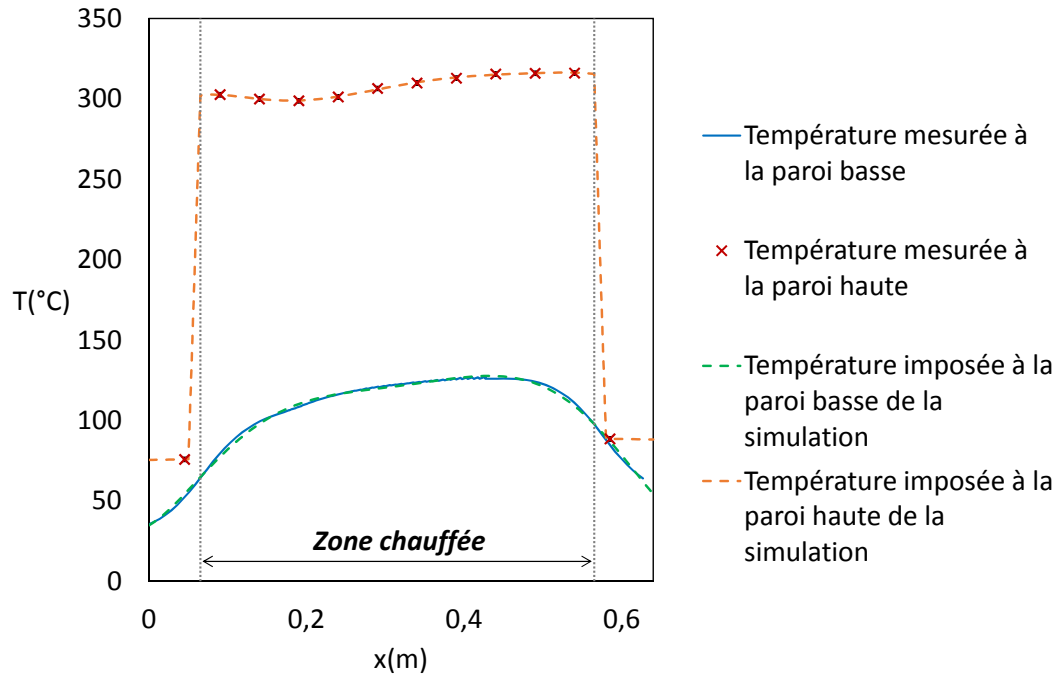 350
300
250
200
T(°C)
150
100
50
0
Zone chauffée
0
0,2
0,4
0,6
x(m)
Température mesurée à
la paroi basse
Température mesurée à
la paroi haute
Température imposée à la
paroi basse de la
simulation
Température imposée à la
paroi haute de la
simulation